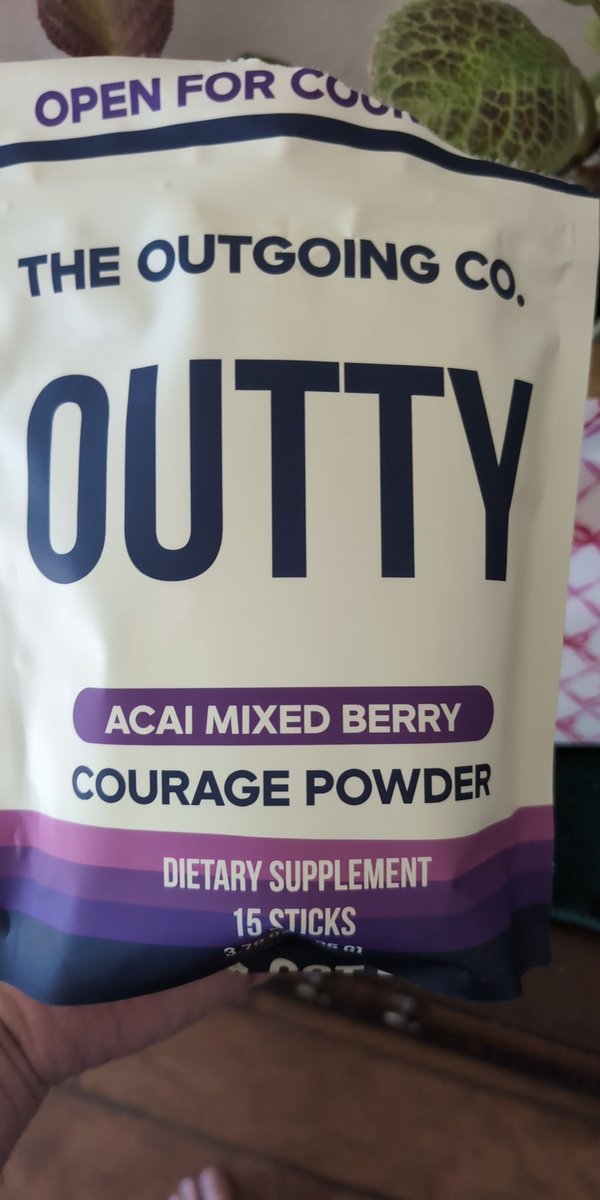 OPEN FOR
THE OUTGOING CO.
OUTTY
ACAI MIXED BERRY
COURAGE POWDER
DIETARY SUPPLEMENT
15 STICKS